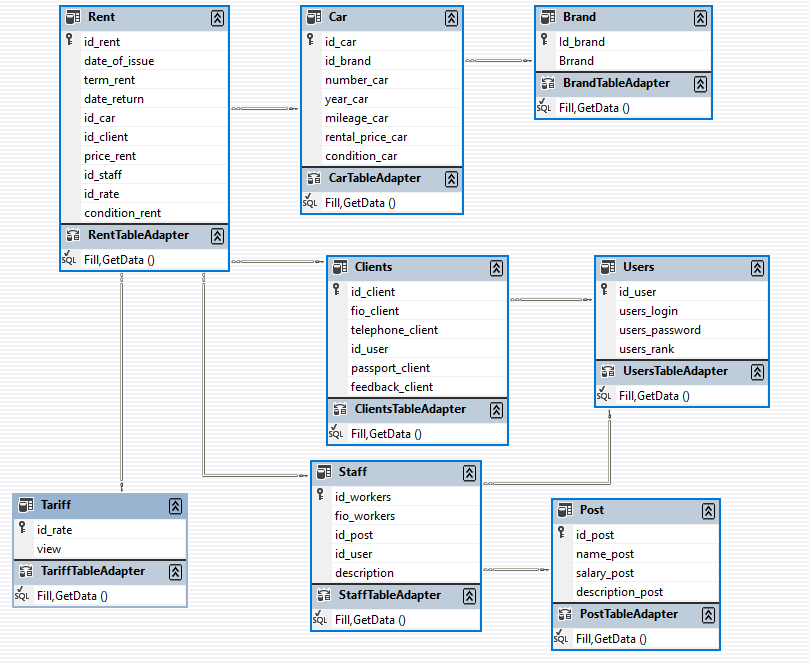 Rent
id_rent
date_of_issue
term_rent
date_return
id_car
id_client
price_rent
id_staff
id_rate
condition_rent
RentTableAdapter
SQL Fill,GetData ()
Car
id_car
id_brand
number_car
year_car
mileage_car
rental_price_car
condition_car
CarTableAdapter
SQL Fill,GetData ()
Brand
Id_brand
Brrand
BrandTableAdapter
SQL Fill,GetData ()
Clients
id_client
fio_client
telephone_client
id_user
passport_client
feedback_client
ClientsTableAdapter
SQL Fill,GetData ()
Users
id_user
users_login
users_password
users_rank
UsersTableAdapter
SQL Fill,GetData ()
Tariff
id_rate
view
TariffTableAdapter
SQL Fill,GetData ()
Staff
id_workers
fio_workers
id_post
id_user
description
StaffTableAdapter
SQL Fill,GetData ()
Post
id_post
name_post
salary_post
description_post
PostTableAdapter
SQL Fill,GetData ()